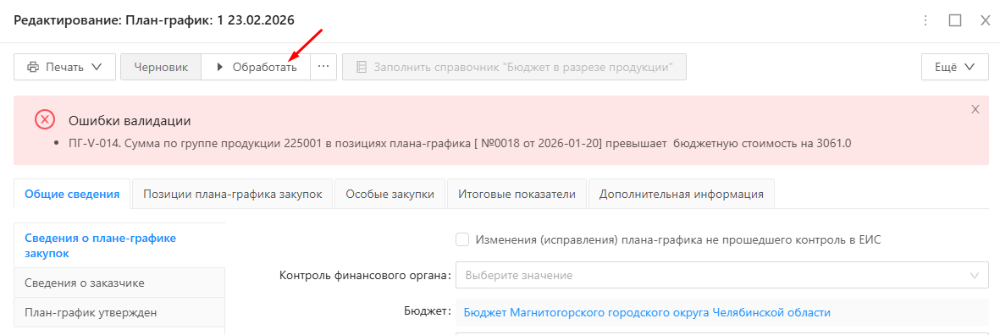 Редактирование: План-график: 1 23.02.2026
Печать
Черновик
Обработать
...
Заполнить справочник "Бюджет в разрезе продукции"
Ещё
Ошибки валидации
ПГ-V-014. Сумма по группе продукции 225001 в позициях плана-графика [ №0018 от 2026-01-20] превышает  бюджетную стоимость на 3061.0
Общие сведения
Позиции плана-графика закупок
Особые закупки
Итоговые показатели
Дополнительная информация
Сведения о плане-графике
закупок
Сведения о заказчике
План-график утвержден
Изменения (исправления) плана-графика не прошедшего контроль в ЕИС
Контроль финансового органа:
Выберите значение
Бюджет:
Бюджет Магнитогорского городского округа Челябинской области